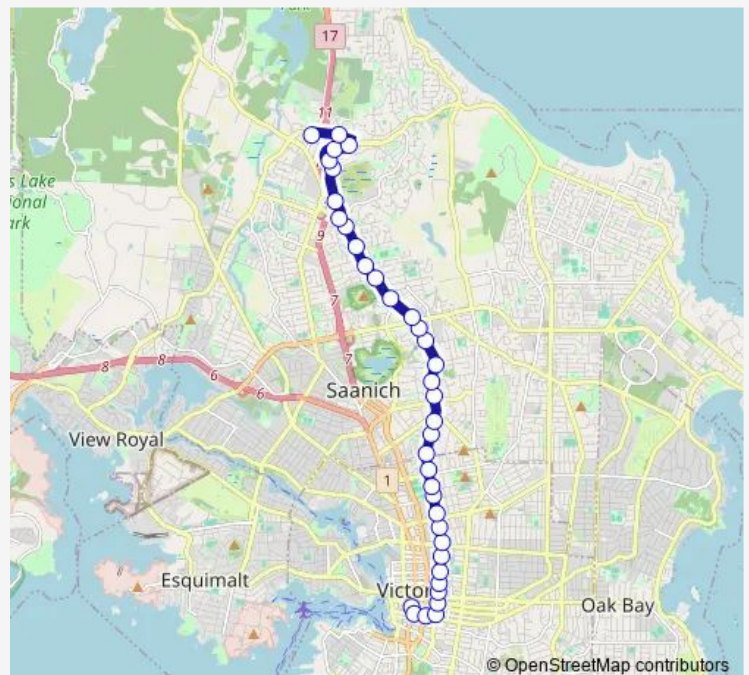 17
11
s Lake
ional
ark
9
7
8
8
6
6
7
Saanich
View Royal
1
Esquimalt
Victor
Oak Bay
© OpenStreetMap contributors